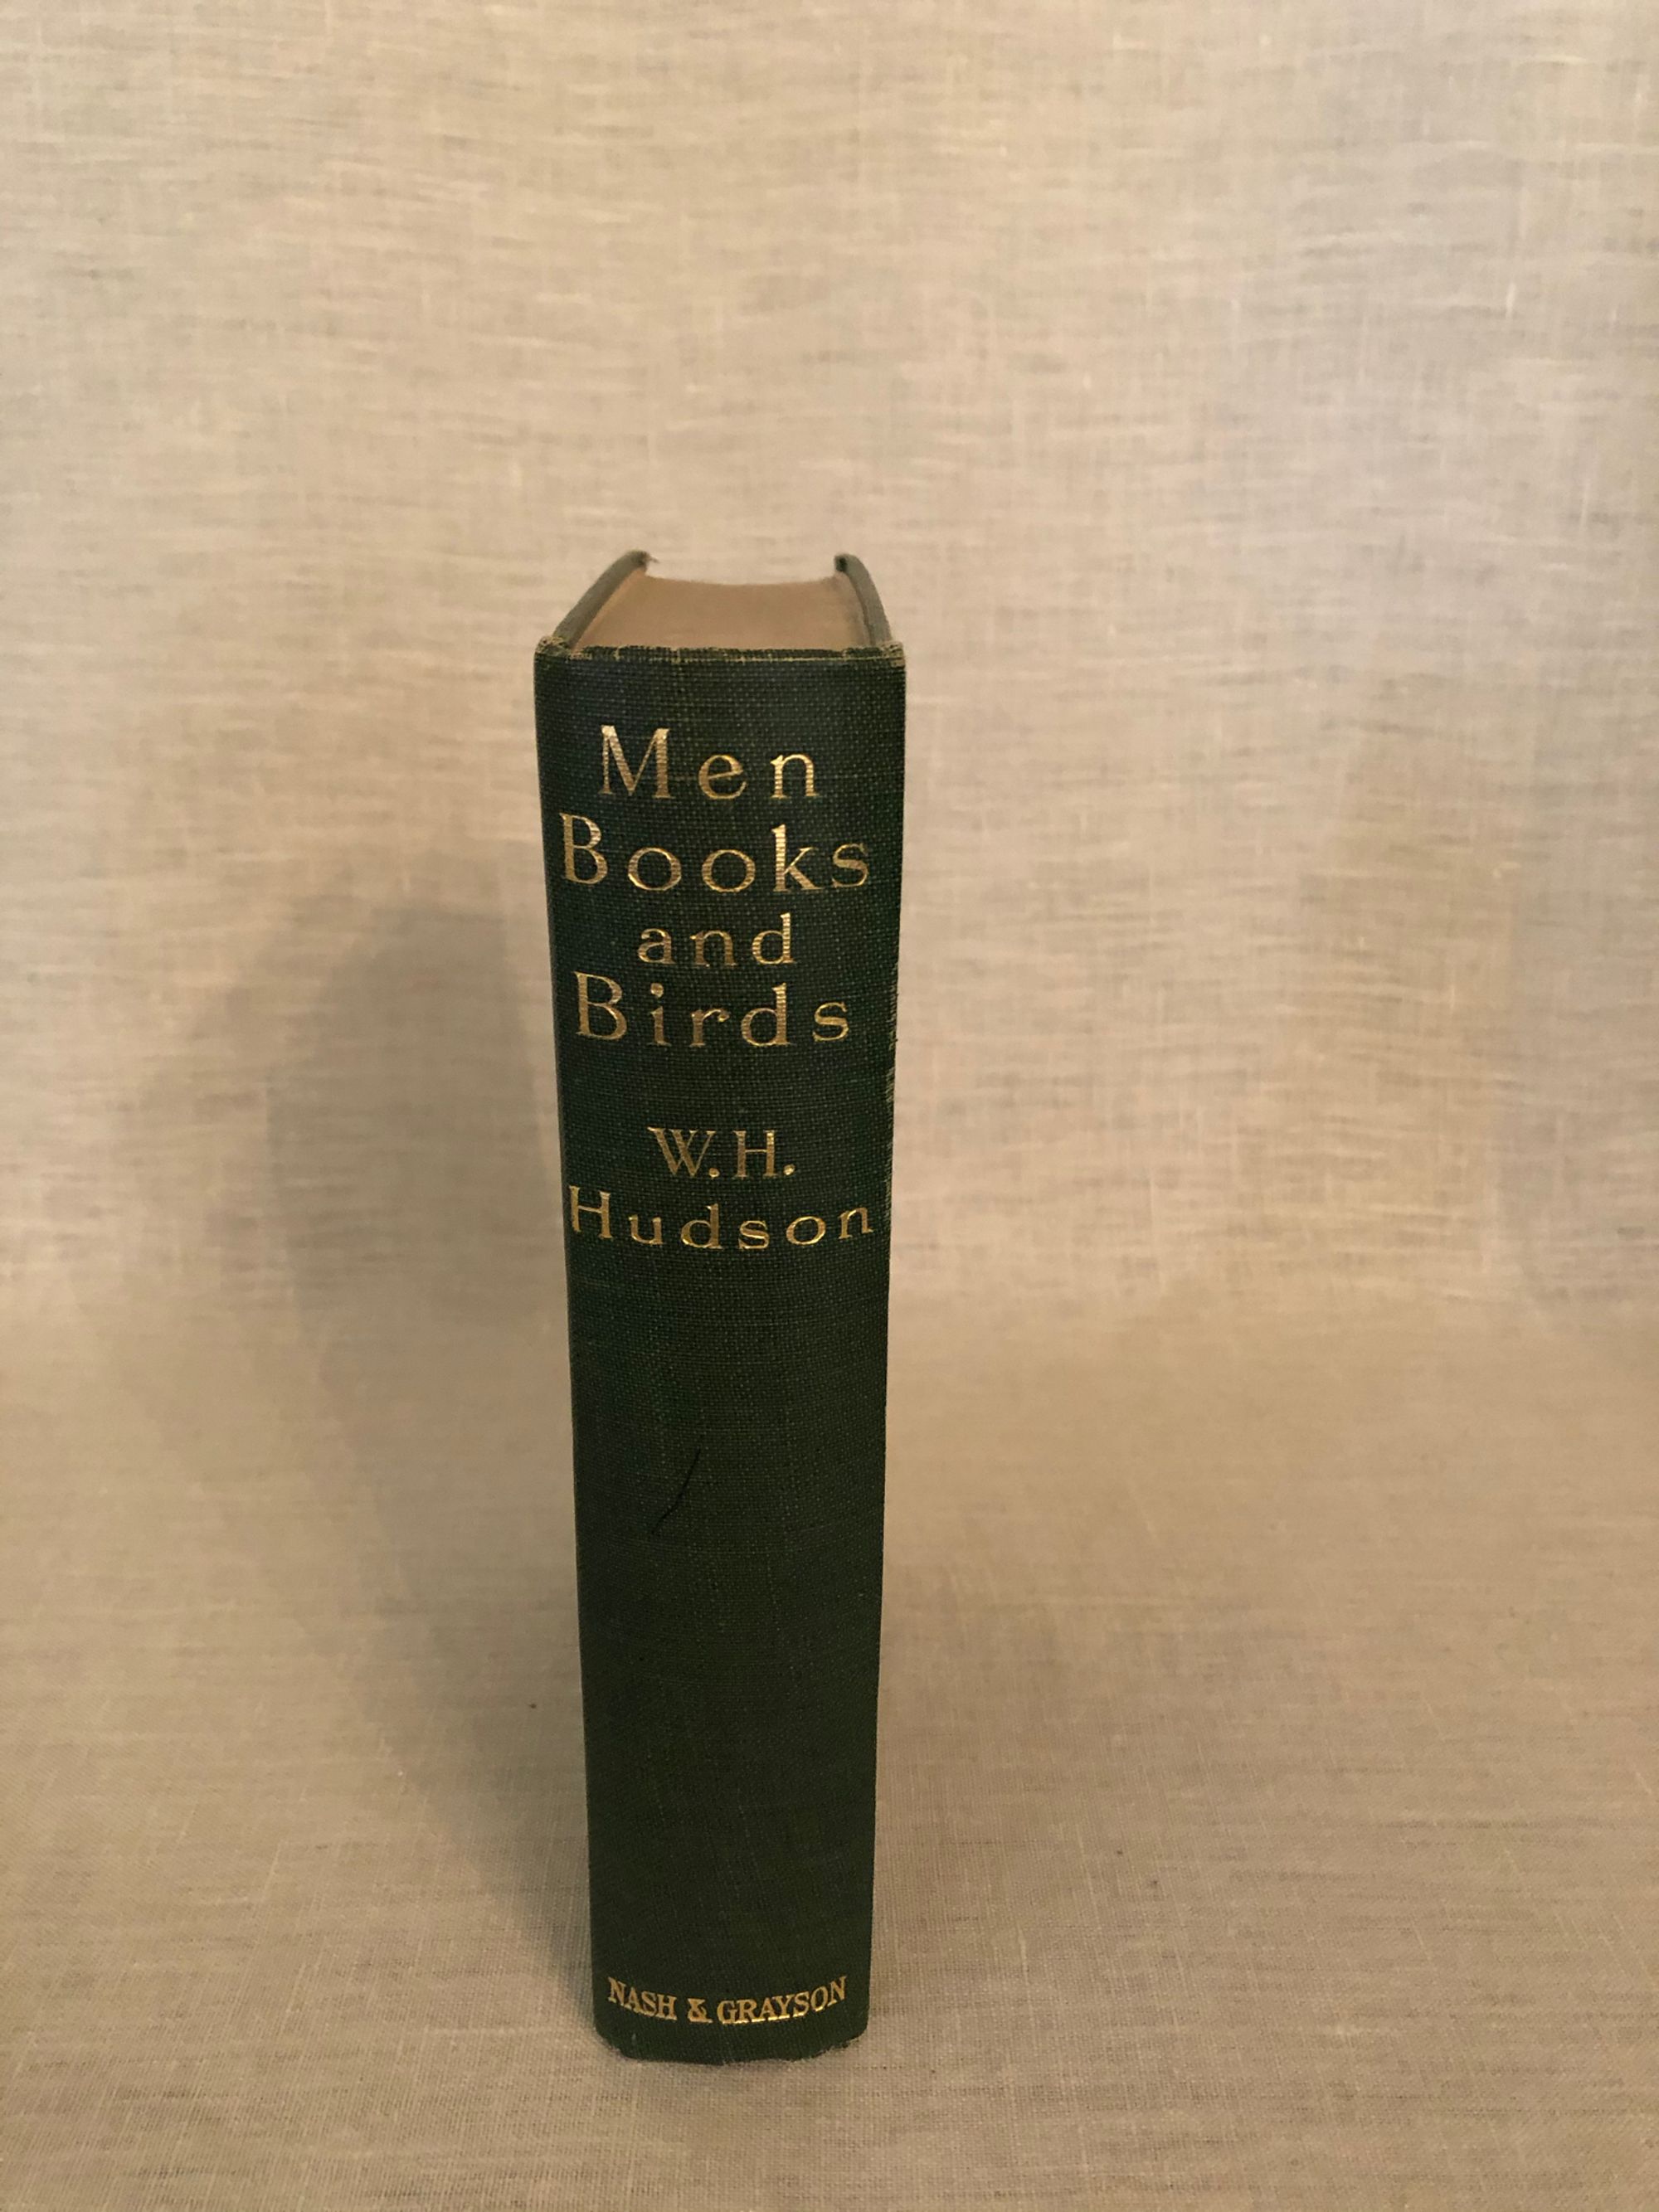 Men
Books
and
Birds
W.H.
Hudson
NASH & GRAYSON